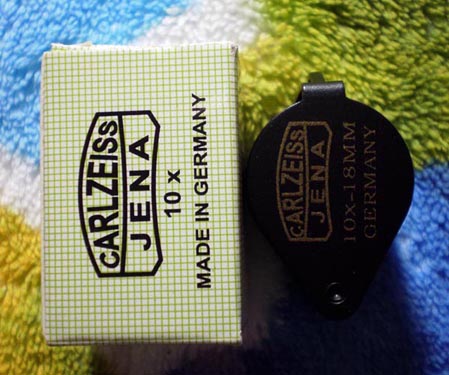 CARLZEISS
JENA
10 x
MADE IN GERMANY
CARLZEISS
JENA
10x-18MM
GERMANY